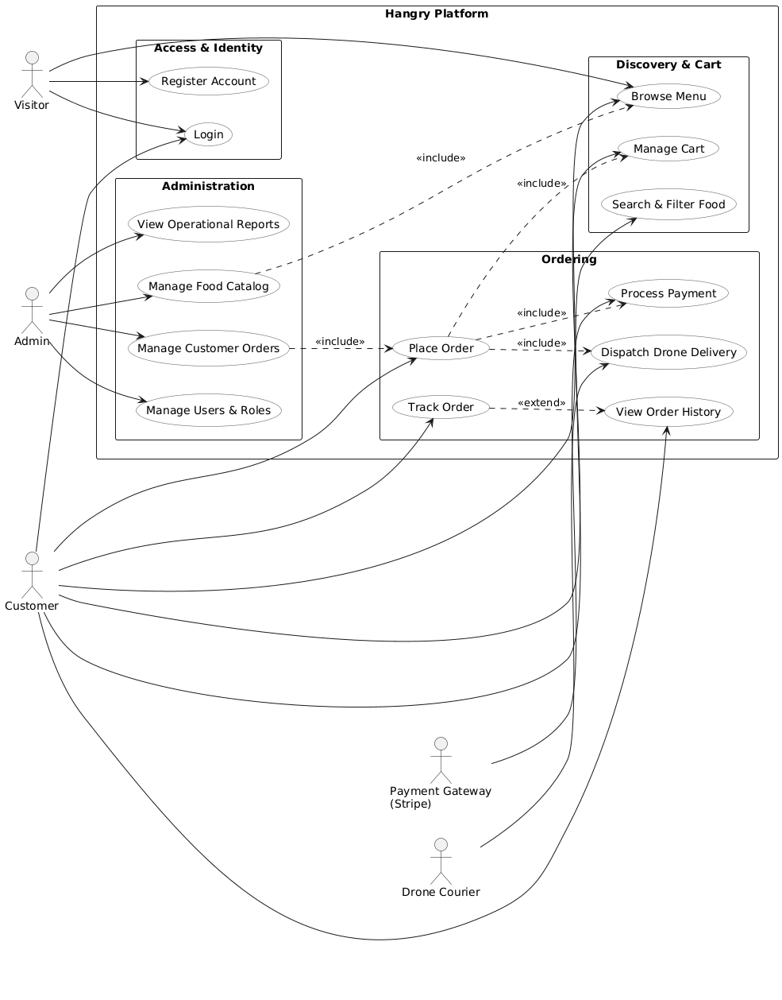 Hangry Platform
Access & Identity
Register Account
Login
Visitor
Discovery & Cart
Browse Menu
Manage Cart
Search & Filter Food
«include»
«include»
Administration
View Operational Reports
Manage Food Catalog
Manage Customer Orders
Manage Users & Roles
Admin
«include»
Ordering
Place Order
Track Order
«include»
«include»
«extend»
Process Payment
Dispatch Drone Delivery
View Order History
Customer
Payment Gateway
(Stripe)
Drone Courier